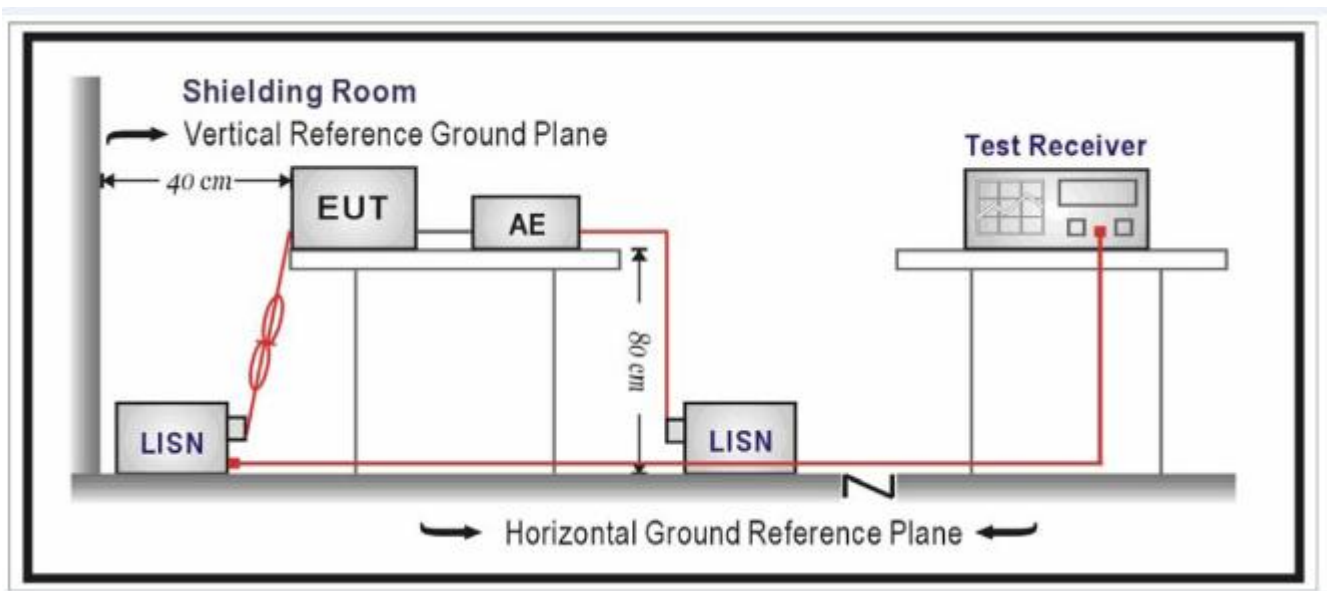 Shielding Room
Vertical Reference Ground Plane
Test Receiver
40 cm
EUT
AE
80 cm
LISN
LISN
Horizontal Ground Reference Plane